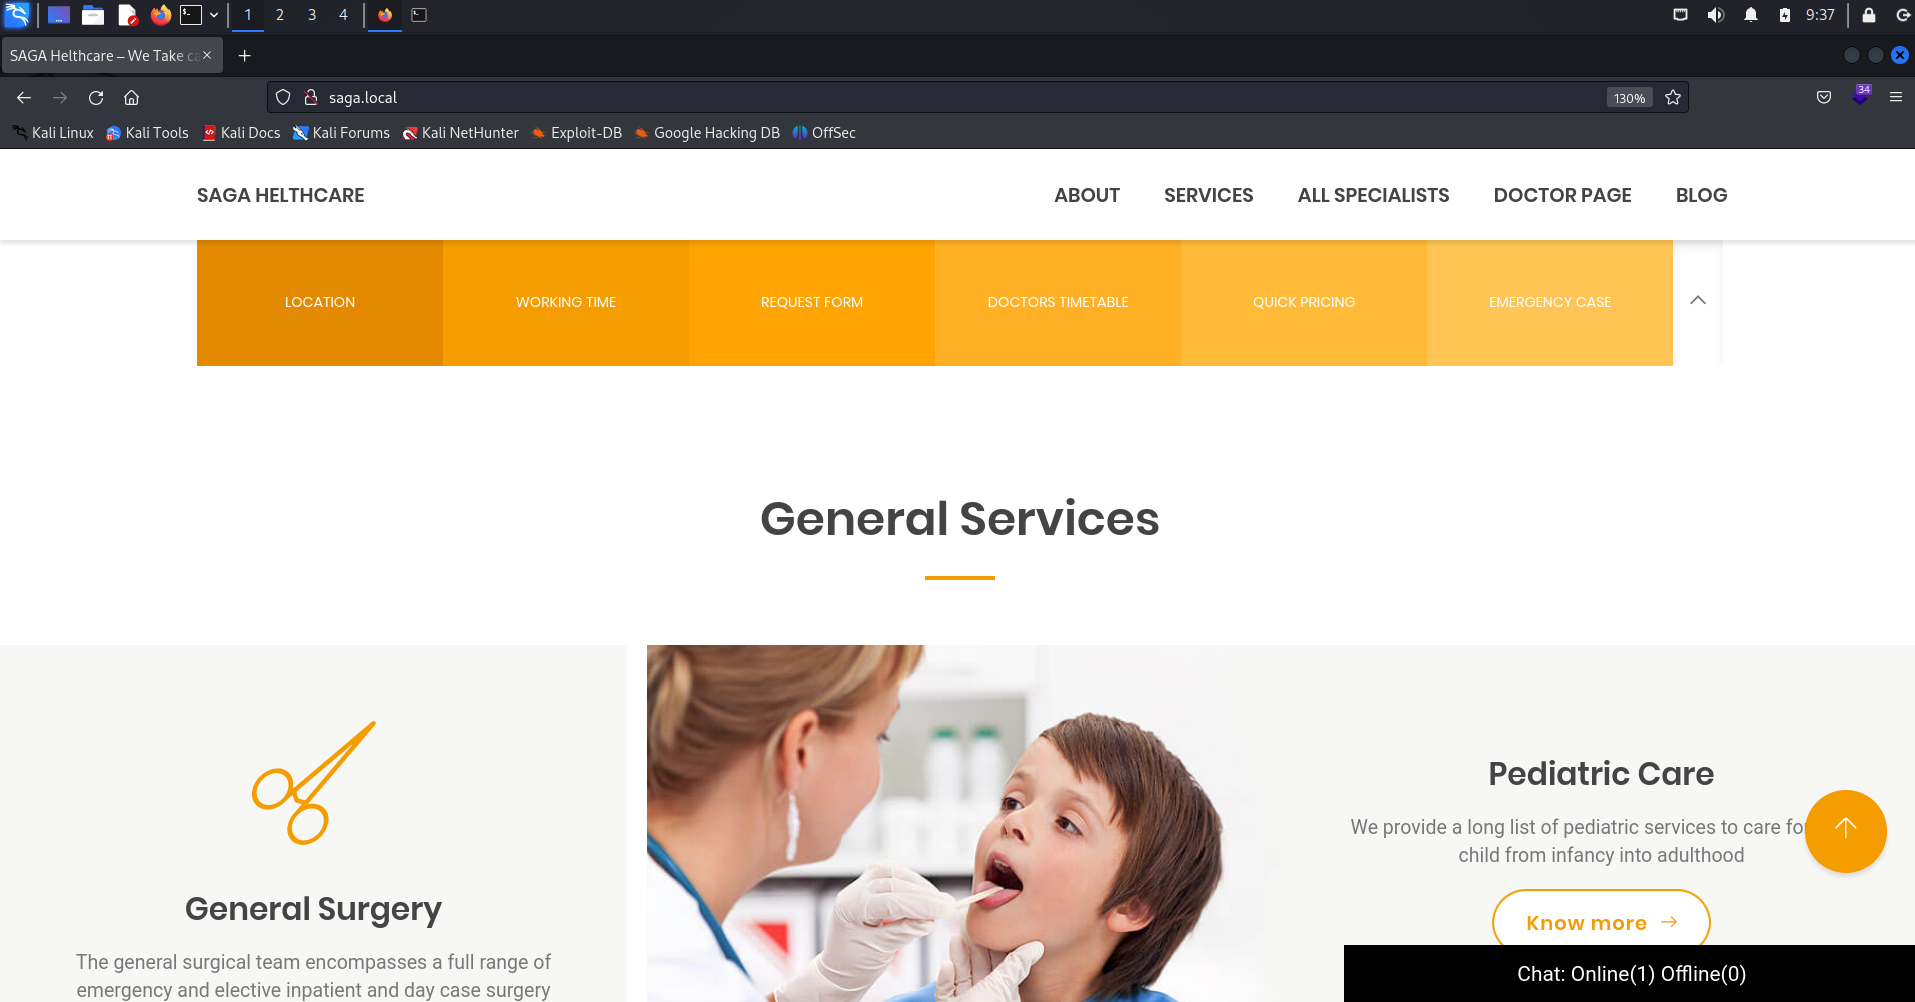 1 2 3 4 9:37
SAGA Helthcare – We Take ca
saga.local 130% 34
Kali Linux Kali Tools Kali Docs Kali Forums Kali NetHunter Exploit-DB Google Hacking DB OffSec
SAGA HELTHCARE ABOUT SERVICES ALL SPECIALISTS DOCTOR PAGE BLOG
LOCATION WORKING TIME REQUEST FORM DOCTORS TIMETABLE QUICK PRICING EMERGENCY CASE
General Services
General Surgery
The general surgical team encompasses a full range of
emergency and elective inpatient and day case surgery
Pediatric Care
We provide a long list of pediatric services to care for
child from infancy into adulthood
Know more
Chat: Online(1) Offline(0)